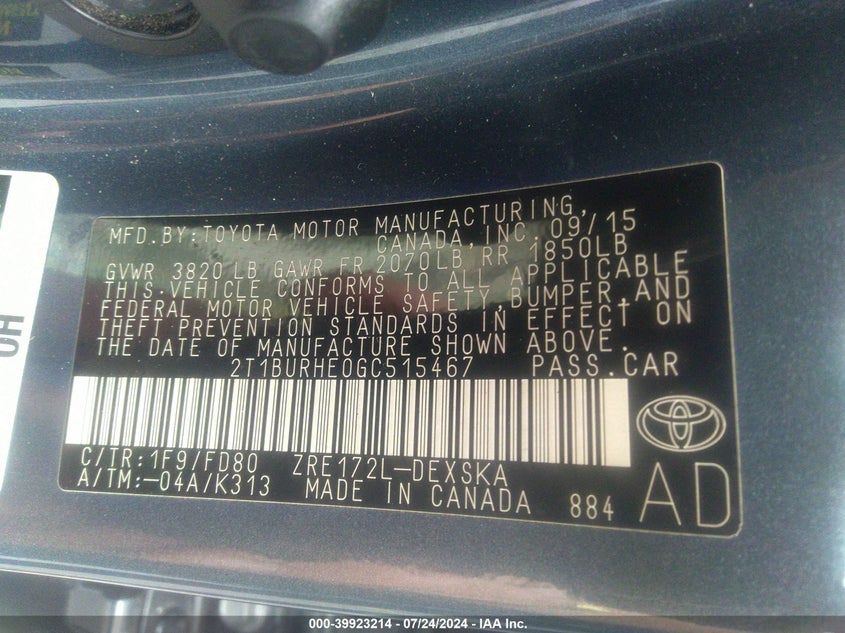 MFD.BY:TOYOTA MOTOR MANUFACTURING,
CANADA, INC. 09/15
GVWR 3820 LB GAWR FR 2070LB RR 1850LB
THIS VEHICLE CONFORMS TO ALL APPLICABLE
FEDERAL MOTOR VEHICLE SAFETY,BUMPER,AND
THEFT PREVENTION STANDARDS IN EFFECT ON
THE DATE OF MANUFACTURE SHOWN ABOVE.
2T1BURHE0GC515467 PASS.CAR
C/TR:1F9/FD80 ZRE172L-DEXSKA
A/TM:-04A/K313 MADE IN CANADA 884
AD
000-39923214 - 07/24/2024 - IAA Inc.